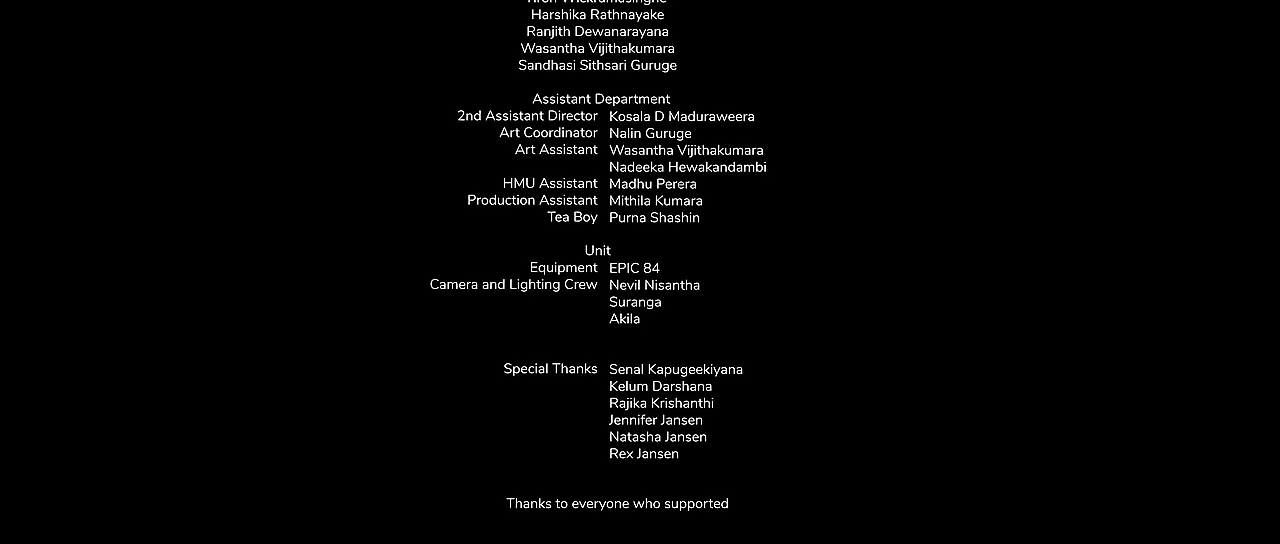 Harshika Rathnayake
Ranjith Dewanarayana
Wasantha Vijithakumara
Sandhasi Sithsari Guruge
Assistant Department
2nd Assistant Director Kosala D Maduraweera
Art Coordinator Nalin Guruge
Art Assistant Wasantha Vijithakumara
Nadeeka Hewakandambi
HMU Assistant Madhu Perera
Production Assistant Mithila Kumara
Tea Boy Purna Shashin
Unit
Equipment EPIC 84
Camera and Lighting Crew Nevil Nisantha
Suranga
Akila
Special Thanks Senal Kapugeekiyana
Kelum Darshana
Rajika Krishanthi
Jennifer Jansen
Natasha Jansen
Rex Jansen
Thanks to everyone who supported